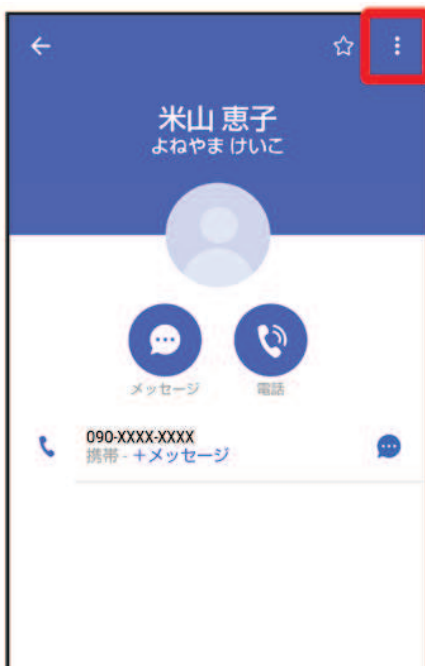 米山 恵子
よねやま けいこ
メッセージ
電話
090-XXXX-XXXX
携帯 - +メッセージ